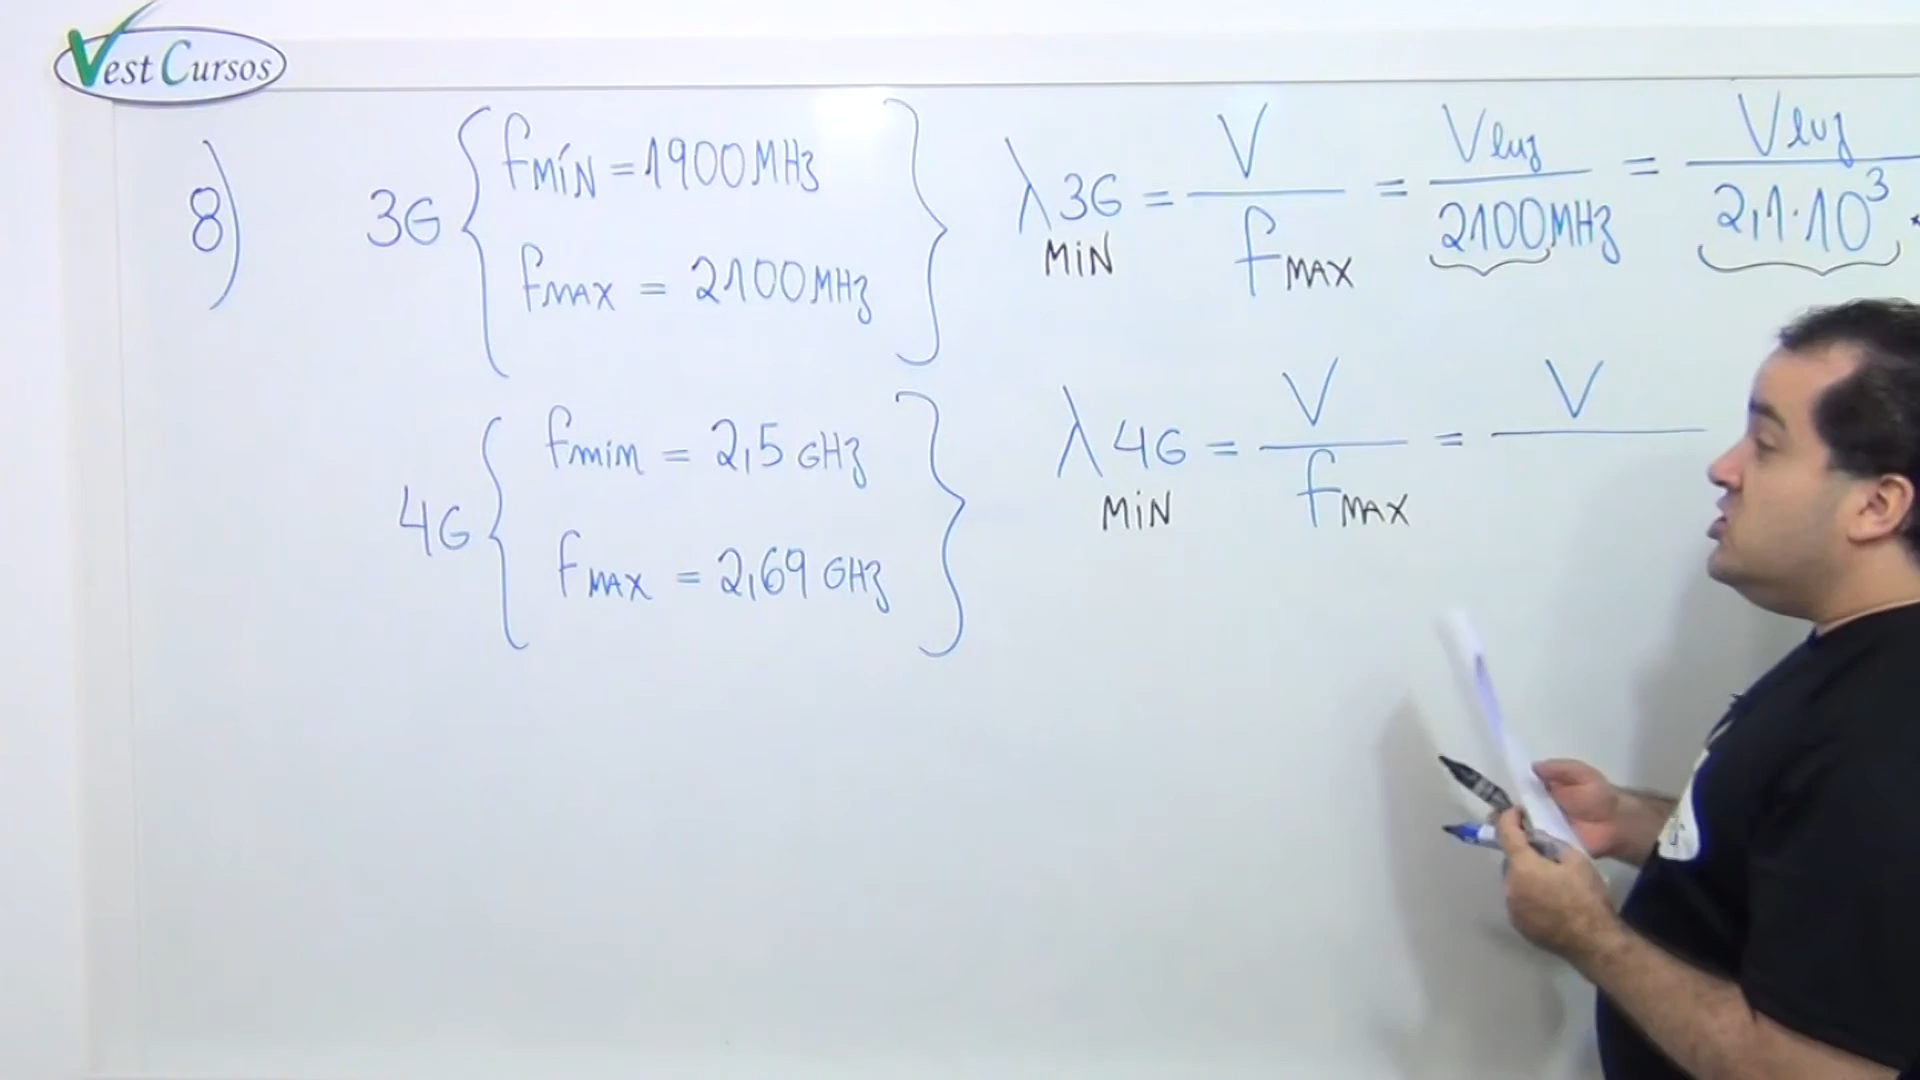 Vest Cursos
8)
3G { fMÍN = 1900 MHz
fMAX = 2100 MHz }
λ3G MIN = V / fMAX = Vluz / 2100 MHz = Vluz / 2,1·10³
4G { fmín = 2,5 GHz
fMAX = 2,69 GHz }
λ4G MIN = V / fMAX = V